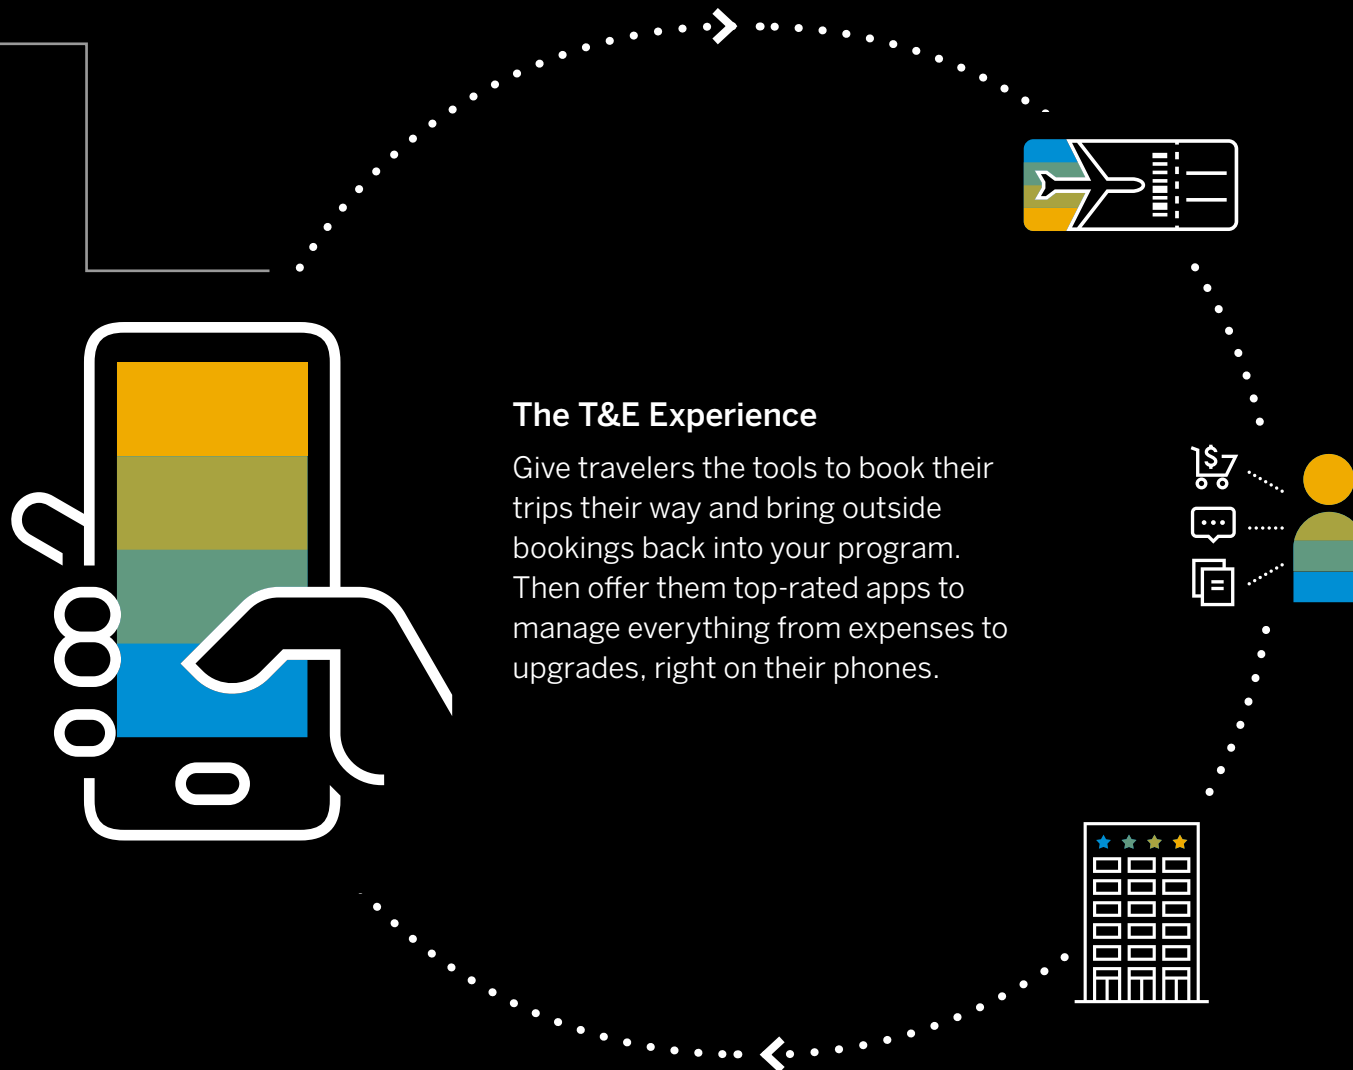 The T&E Experience
Give travelers the tools to book their
trips their way and bring outside
bookings back into your program.
Then offer them top-rated apps to
manage everything from expenses to
upgrades, right on their phones.